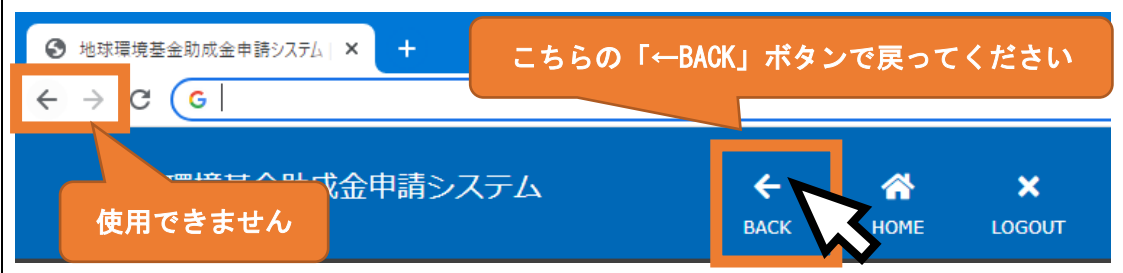 地球環境基金助成金申請システム |
こちらの「←BACK」ボタンで戻ってください
環境基金助成金申請システム
使用できません
BACK
HOME
LOGOUT